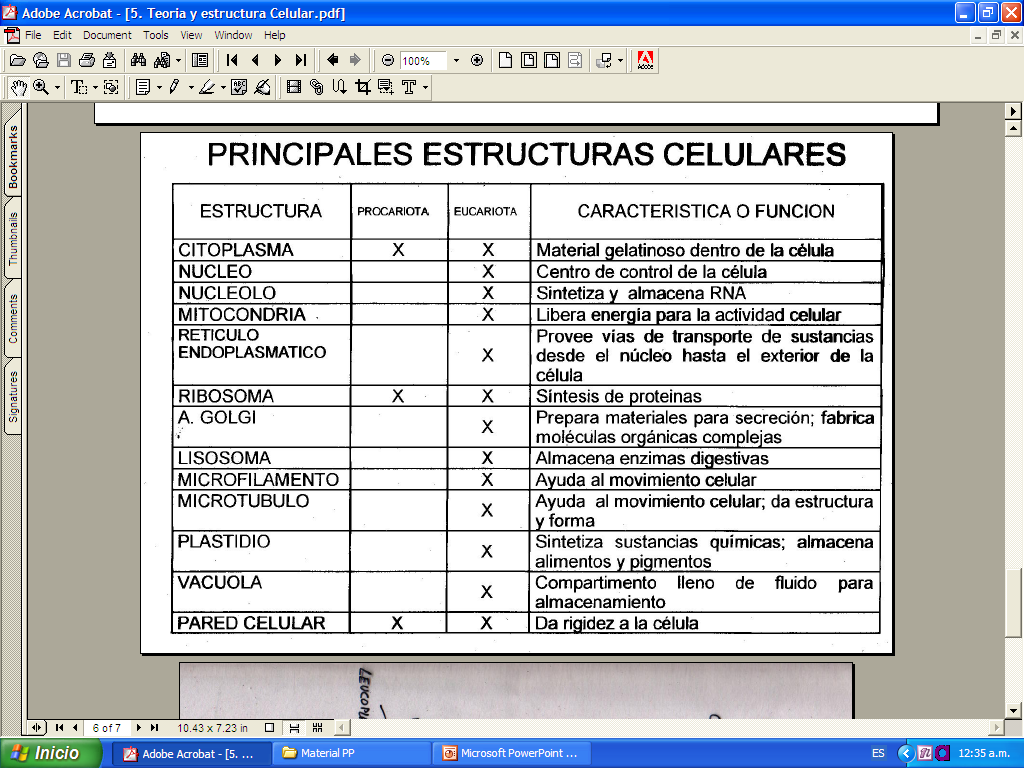 Adobe Acrobat - [5. Teoria y estructura Celular.pdf]
File Edit Document Tools View Window Help
100%
Adobe
Bookmarks
Thumbnails
Comments
Signatures
PRINCIPALES ESTRUCTURAS CELULARES
ESTRUCTURA PROCARIOTA EUCARIOTA CARACTERISTICA O FUNCION
CITOPLASMA X X Material gelatinoso dentro de la célula
NUCLEO X Centro de control de la célula
NUCLEOLO X Sintetiza y almacena RNA
MITOCONDRIA X Libera energía para la actividad celular
RETICULO ENDOPLASMATICO X Provee vías de transporte de sustancias
desde el núcleo hasta el exterior de la
célula
RIBOSOMA X X Síntesis de proteinas
A. GOLGI X Prepara materiales para secreción; fabrica
moléculas orgánicas complejas
LISOSOMA X Almacena enzimas digestivas
MICROFILAMENTO X Ayuda al movimiento celular
MICROTUBULO X Ayuda al movimiento celular; da estructura
y forma
PLASTIDIO X Sintetiza sustancias químicas; almacena
alimentos y pigmentos
VACUOLA X Compartimento lleno de fluido para
almacenamiento
PARED CELULAR X X Da rigidez a la célula
6 of 7 10.43 x 7.23 in
Inicio Adobe Acrobat - [5. ... Material PP Microsoft PowerPoint ... ES 12:35 a.m.